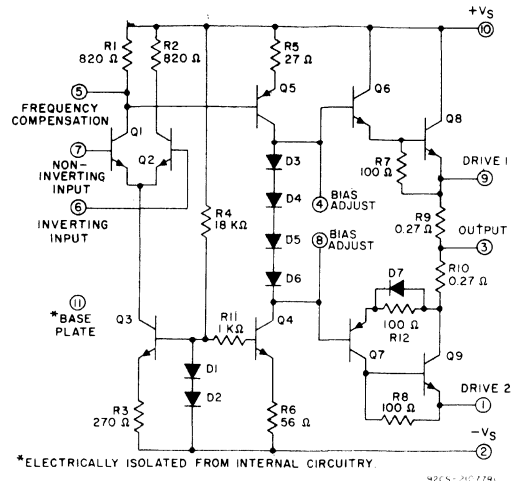 +VS
10
R1
820 Ω
R2
820 Ω
R5
27 Ω
5
FREQUENCY
COMPENSATION
Q5
Q6
Q8
Q1
7
NON-
INVERTING
INPUT
Q2
D3
R7
100 Ω
DRIVE 1
9
6
INVERTING
INPUT
R4
18 KΩ
D4
4
BIAS
ADJUST
R9
0.27 Ω
OUTPUT
3
D5
8
BIAS
ADJUST
D6
D7
R10
0.27 Ω
11
*BASE
PLATE
Q3
R11
1 KΩ
Q4
100 Ω
R12
Q7
Q9
D1
D2
R3
270 Ω
R6
56 Ω
R8
100 Ω
DRIVE 2
1
-VS
2
*ELECTRICALLY ISOLATED FROM INTERNAL CIRCUITRY.